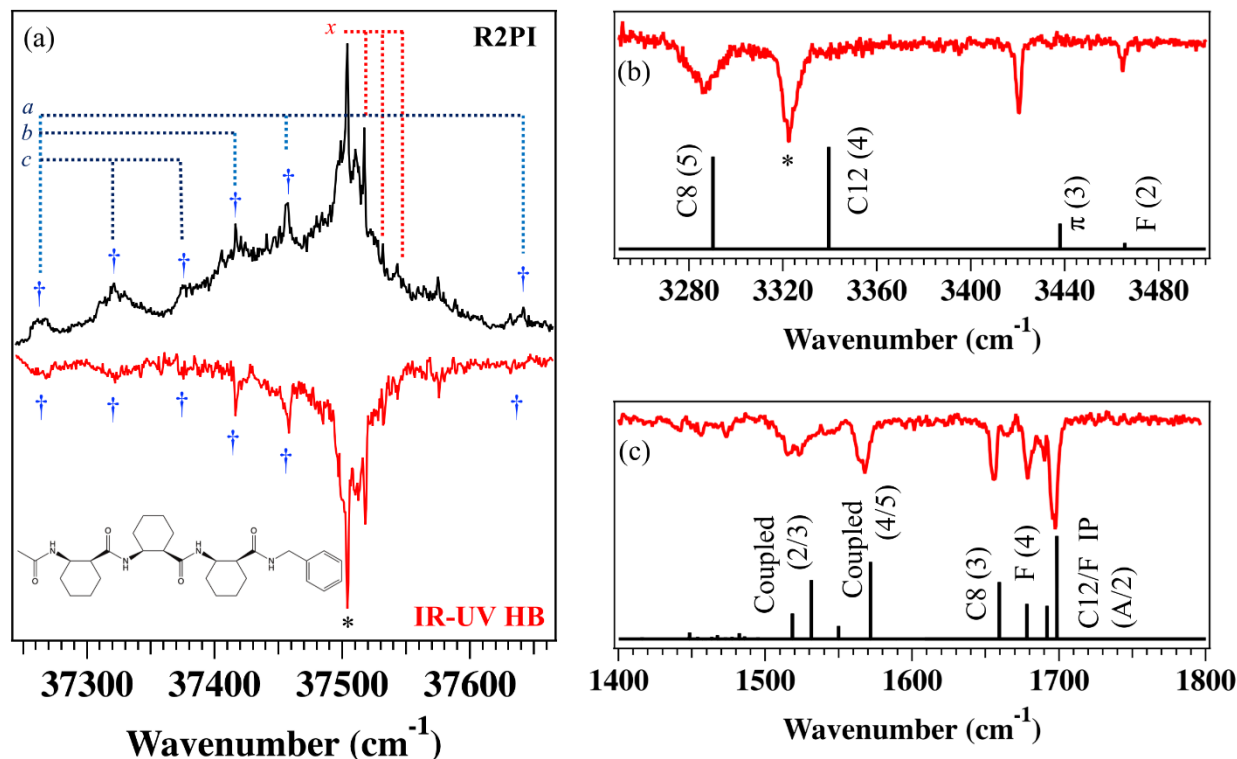 (a)
x
R2PI
a
b
c
†
†
†
†
†
†
†
†
†
†
†
†
O
O
O
O
N
H
N
H
N
H
N
H
IR-UV HB
*
37300
37400
37500
37600
Wavenumber (cm-1)
(b)
C8 (5)
*
C12 (4)
π (3)
F (2)
3280
3320
3360
3400
3440
3480
Wavenumber (cm-1)
(c)
Coupled
(2/3)
Coupled
(4/5)
C8 (3)
F (4)
C12/F IP
(A/2)
1400
1500
1600
1700
1800
Wavenumber (cm-1)